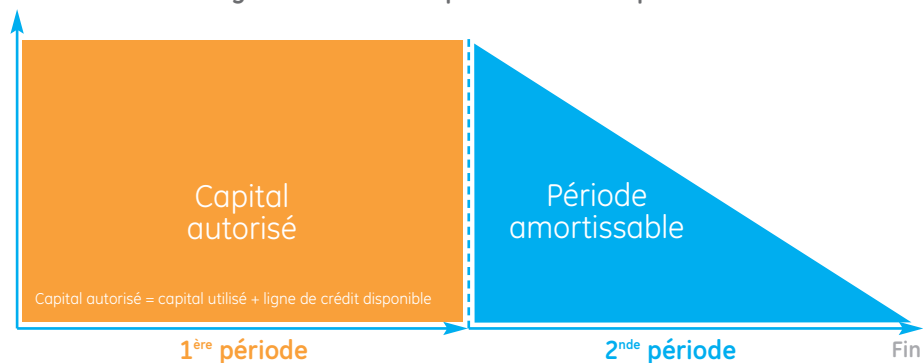 Capital
autorisé
Période
amortissable
Capital autorisé = capital utilisé + ligne de crédit disponible
1ère période
2nde période
Fin